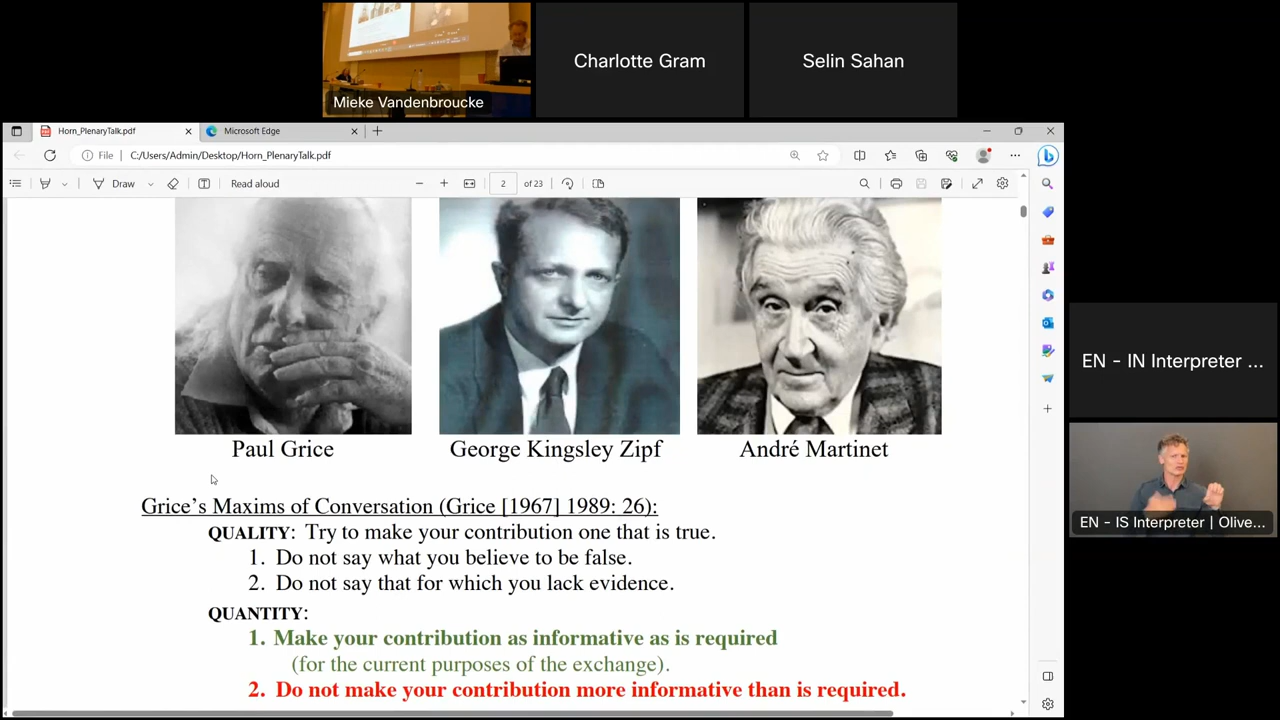 Mieke Vandenbroucke
Charlotte Gram
Selin Sahan
Horn_PlenaryTalk.pdf
Microsoft Edge
File
C:/Users/Admin/Desktop/Horn_PlenaryTalk.pdf
Draw
Read aloud
2
of 23
Paul Grice
George Kingsley Zipf
André Martinet
Grice's Maxims of Conversation (Grice [1967] 1989: 26):
QUALITY: Try to make your contribution one that is true.
1. Do not say what you believe to be false.
2. Do not say that for which you lack evidence.
QUANTITY:
1. Make your contribution as informative as is required
(for the current purposes of the exchange).
2. Do not make your contribution more informative than is required.
EN - IN Interpreter ...
EN - IS Interpreter | Olive...